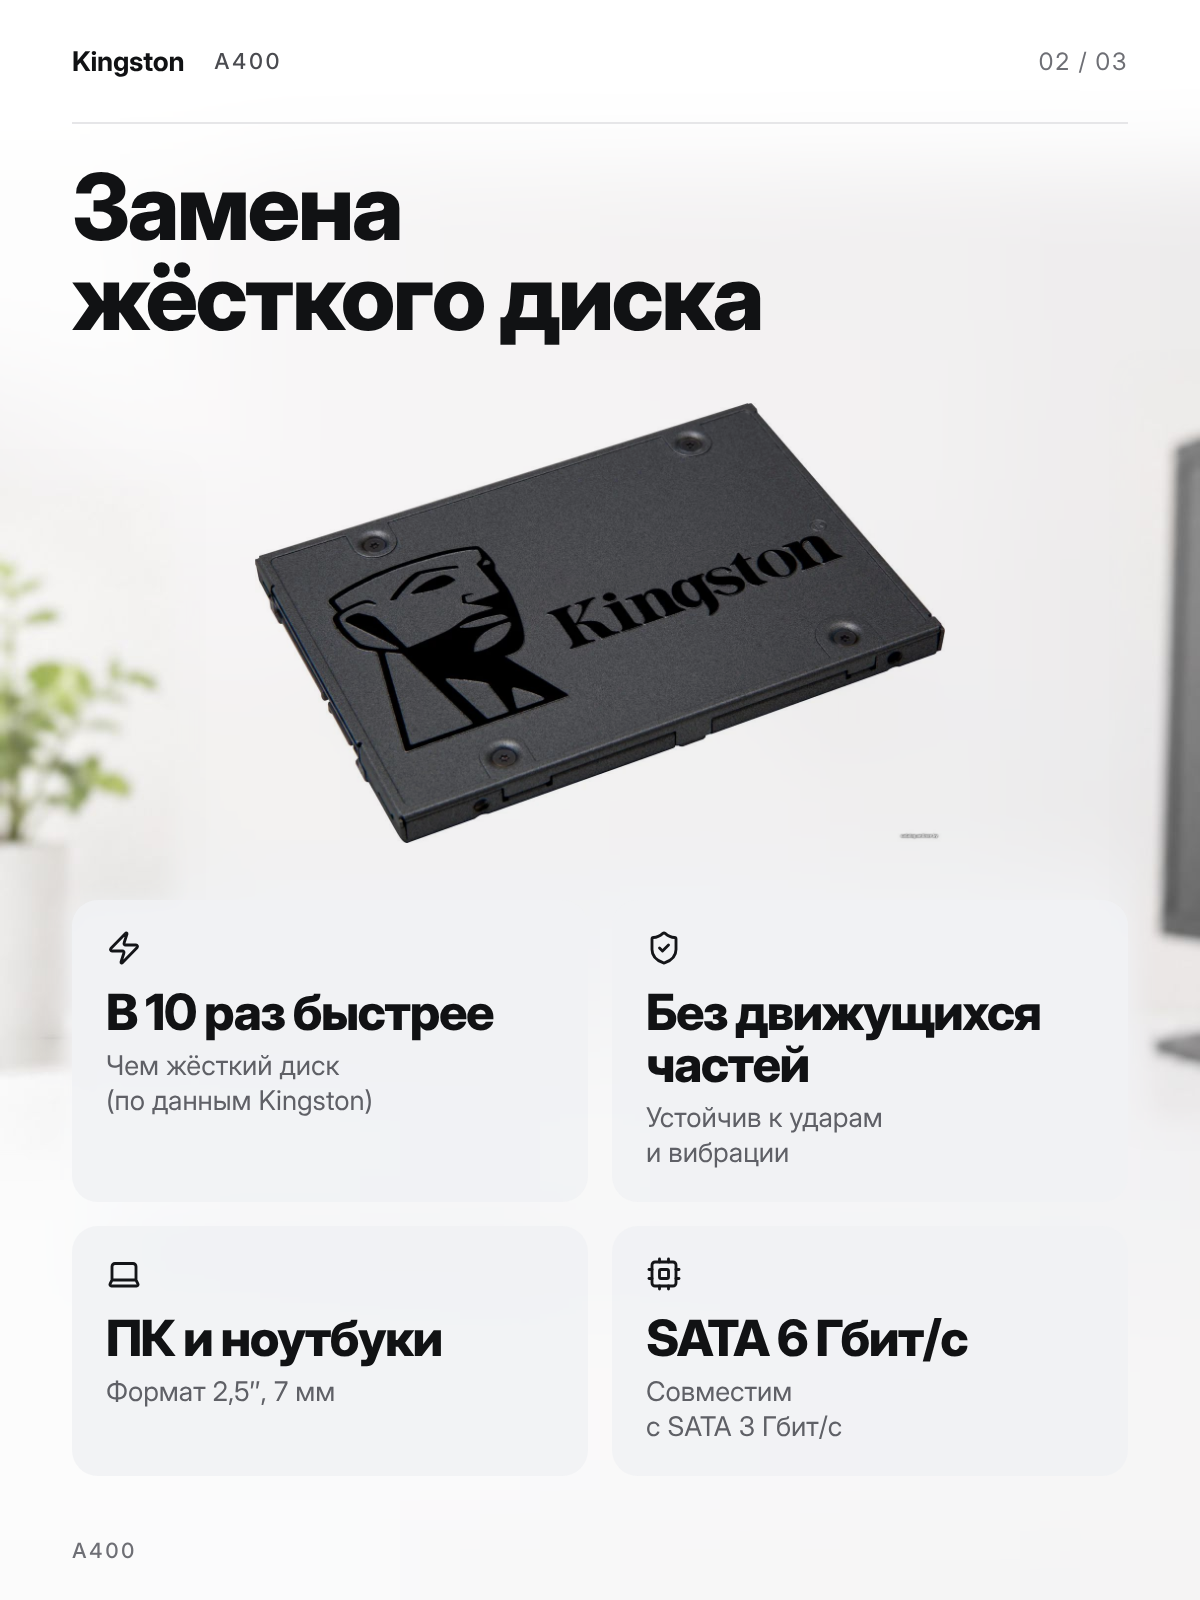 Kingston A400 02 / 03
Замена
жёсткого диска
Kingston
В 10 раз быстрее
Чем жёсткий диск
(по данным Kingston)
Без движущихся
частей
Устойчив к ударам
и вибрации
ПК и ноутбуки
Формат 2,5″, 7 мм
SATA 6 Гбит/с
Совместим
с SATA 3 Гбит/с
A400